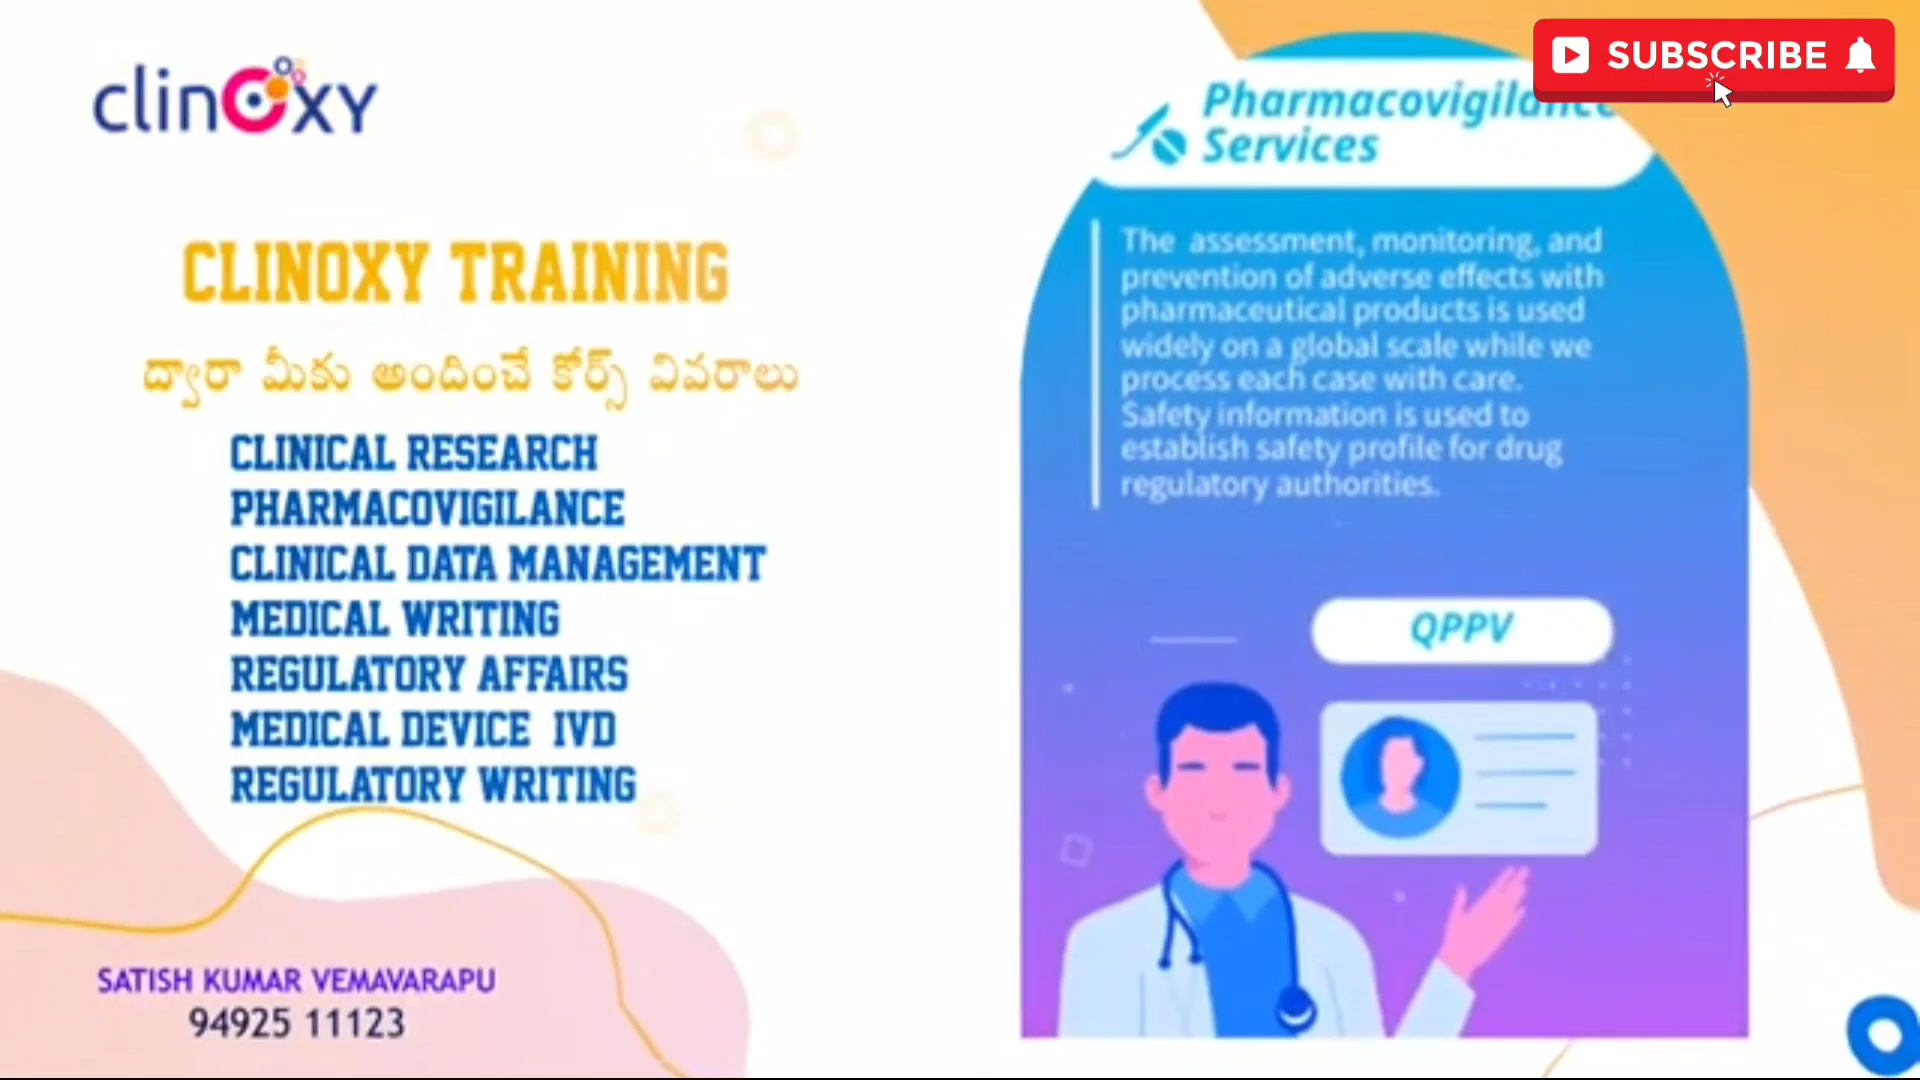 clinoxy
CLINOXY TRAINING
ద్వారా మీకు అందించే కోర్స్ వివరాలు
CLINICAL RESEARCH
PHARMACOVIGILANCE
CLINICAL DATA MANAGEMENT
MEDICAL WRITING
REGULATORY AFFAIRS
MEDICAL DEVICE IVD
REGULATORY WRITING
SATISH KUMAR VEMAVARAPU
94925 11123
SUBSCRIBE
Pharmacovigilance
Services
The assessment, monitoring, and
prevention of adverse effects with
pharmaceutical products is used
widely on a global scale while we
process each case with care.
Safety information is used to
establish safety profile for drug
regulatory authorities.
QPPV